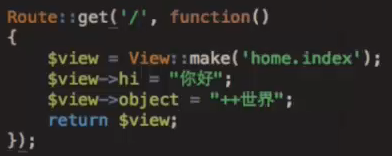 Route::get('/', function()
{
    $view = View::make('home.index');
    $view->hi = "你好";
    $view->object = "++世界";
    return $view;
});